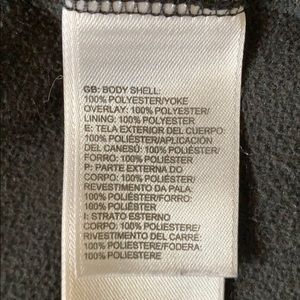 GB: BODY SHELL:
100% POLYESTER/YOKE
OVERLAY: 100% POLYESTER/
LINING: 100% POLYESTER
E: TELA EXTERIOR DEL CUERPO:
100% POLIÉSTER/APLICACIÓN
DEL CANESÚ: 100% POLIÉSTER/
FORRO: 100% POLIÉSTER
P: PARTE EXTERNA DO
CORPO: 100% POLIÉSTER/
REVESTIMENTO DA PALA:
100% POLIÉSTER/FORRO:
100% POLIÉSTER
I: STRATO ESTERNO
CORPO: 100% POLIESTERE/
RIVESTIMENTO DEL CARRÉ:
100% POLIESTERE/FODERA:
100% POLIESTERE